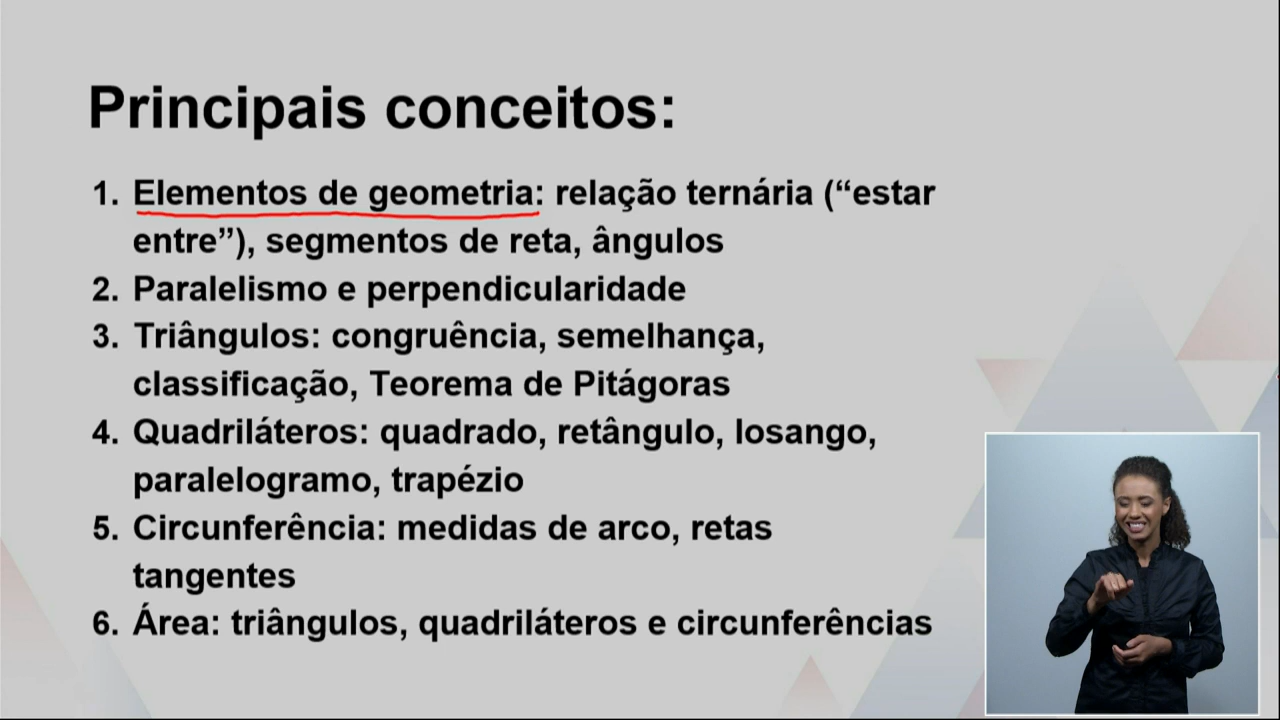 Principais conceitos:
1. Elementos de geometria: relação ternária (“estar
entre”), segmentos de reta, ângulos
2. Paralelismo e perpendicularidade
3. Triângulos: congruência, semelhança,
classificação, Teorema de Pitágoras
4. Quadriláteros: quadrado, retângulo, losango,
paralelogramo, trapézio
5. Circunferência: medidas de arco, retas
tangentes
6. Área: triângulos, quadriláteros e circunferências